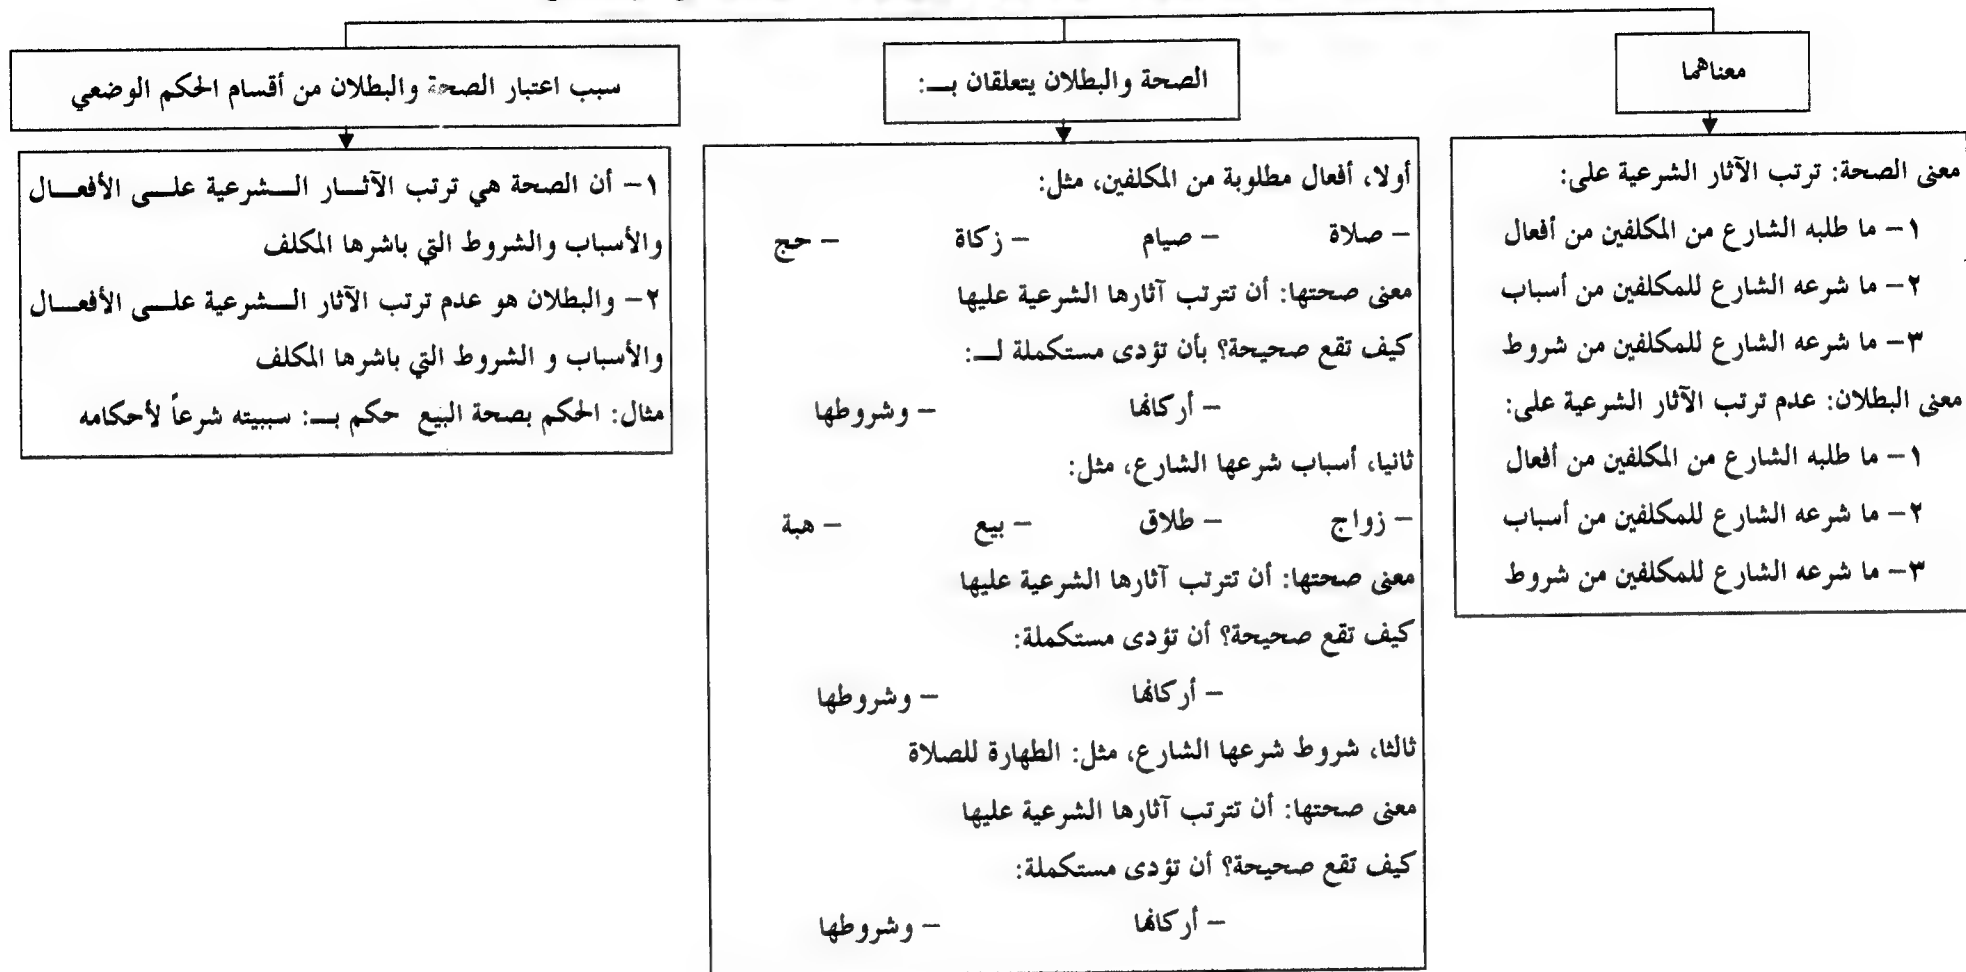 معناهما
معنى الصحة: ترتب الآثار الشرعية على:
١– ما طلبه الشارع من المكلفين من أفعال
٢– ما شرعه الشارع للمكلفين من أسباب
٣– ما شرعه الشارع للمكلفين من شروط
معنى البطلان: عدم ترتب الآثار الشرعية على:
١– ما طلبه الشارع من المكلفين من أفعال
٢– ما شرعه الشارع للمكلفين من أسباب
٣– ما شرعه الشارع للمكلفين من شروط
الصحة والبطلان يتعلقان بـ:
أولا، أفعال مطلوبة من المكلفين، مثل:
– صلاة – صيام – زكاة – حج
معنى صحتها: أن تترتب آثارها الشرعية عليها
كيف تقع صحيحة؟ بأن تؤدى مستكملة لـ:
– أركانها – وشروطها
ثانيا، أسباب شرعها الشارع، مثل:
– زواج – طلاق – بيع – هبة
معنى صحتها: أن تترتب آثارها الشرعية عليها
كيف تقع صحيحة؟ أن تؤدى مستكملة:
– أركانها – وشروطها
ثالثا، شروط شرعها الشارع، مثل: الطهارة للصلاة
معنى صحتها: أن تترتب آثارها الشرعية عليها
كيف تقع صحيحة؟ أن تؤدى مستكملة:
– أركانها – وشروطها
سبب اعتبار الصحة والبطلان من أقسام الحكم الوضعي
١– أن الصحة هي ترتب الآثار الشرعية على الأفعال
والأسباب والشروط التي باشرها المكلف
٢– والبطلان هو عدم ترتب الآثار الشرعية على الأفعال
والأسباب و الشروط التي باشرها المكلف
مثال: الحكم بصحة البيع حكم بـ: سببيته شرعاً لأحكامه